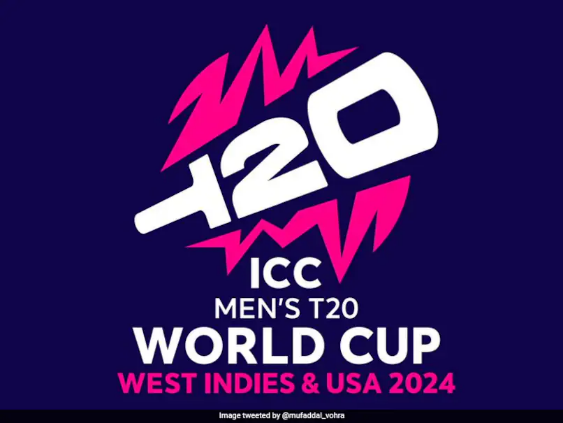 T20
ICC
MEN'S T20
WORLD CUP
WEST INDIES & USA 2024
Image tweeted by @mufaddal_vohra